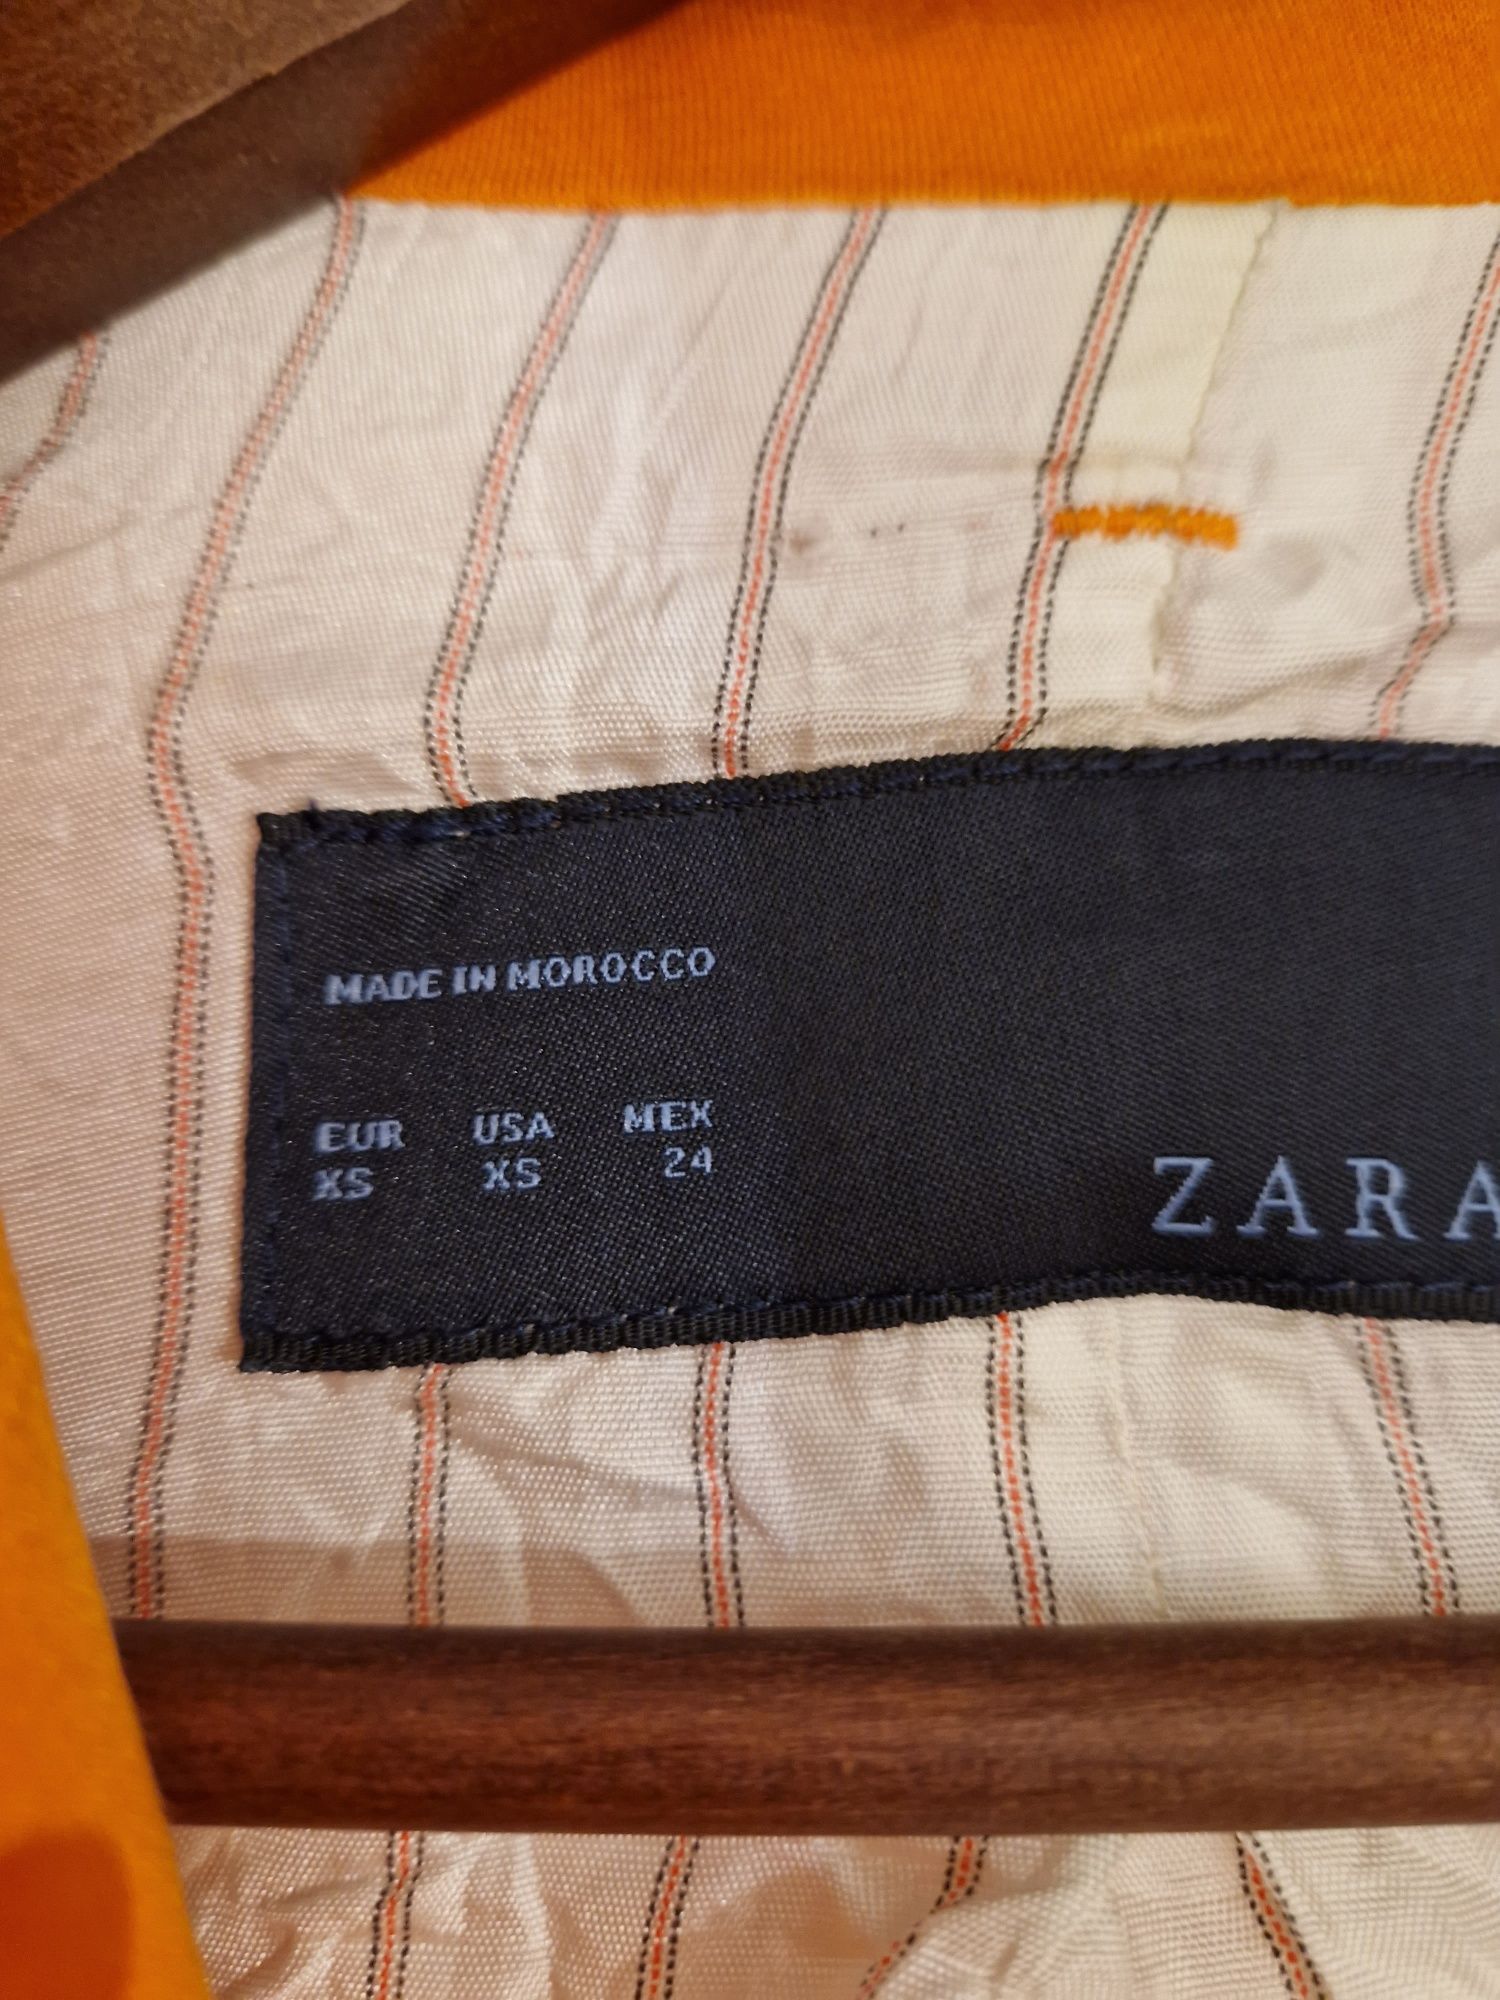 MADE IN MOROCCO
EUR USA MEX
XS XS 24
ZARA